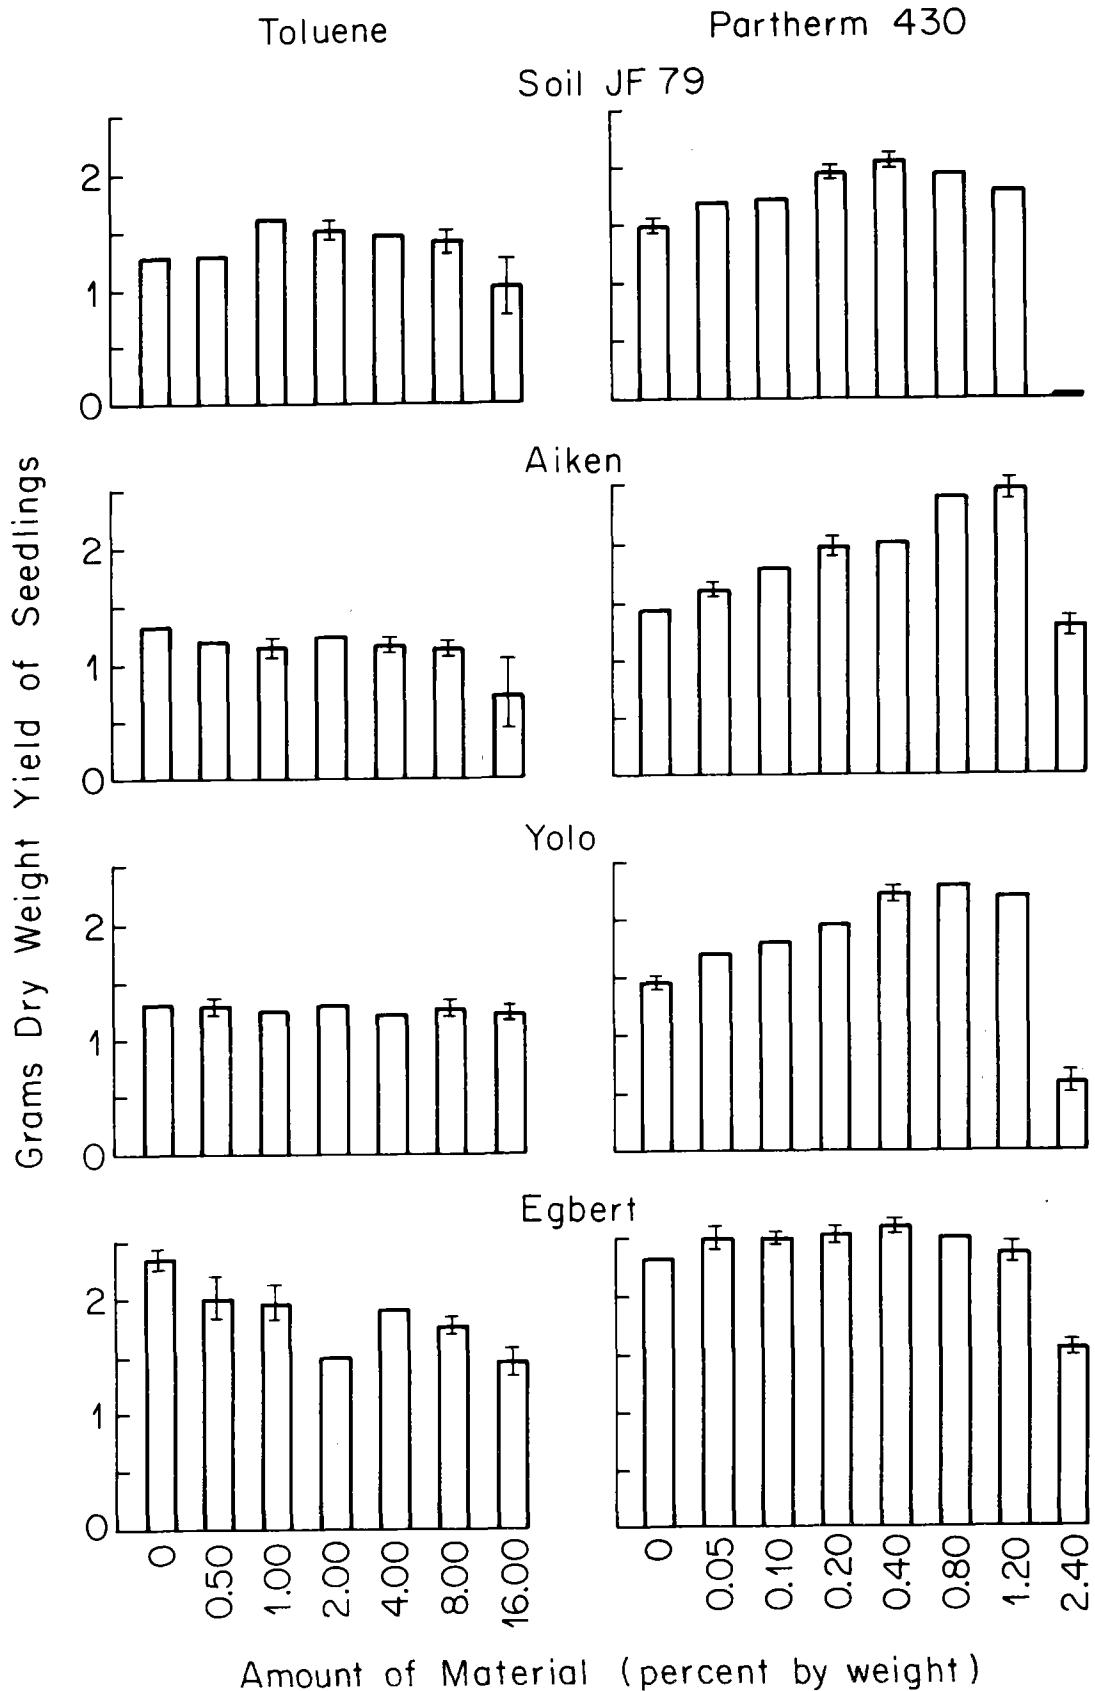 Toluene
Partherm 430
Soil JF 79
2
1
0
Aiken
2
1
0
Yolo
2
1
0
Egbert
2
1
0
Grams Dry Weight Yield of Seedlings
0 0.50 1.00 2.00 4.00 8.00 16.00
0 0.05 0.10 0.20 0.40 0.80 1.20 2.40
Amount of Material (percent by weight)